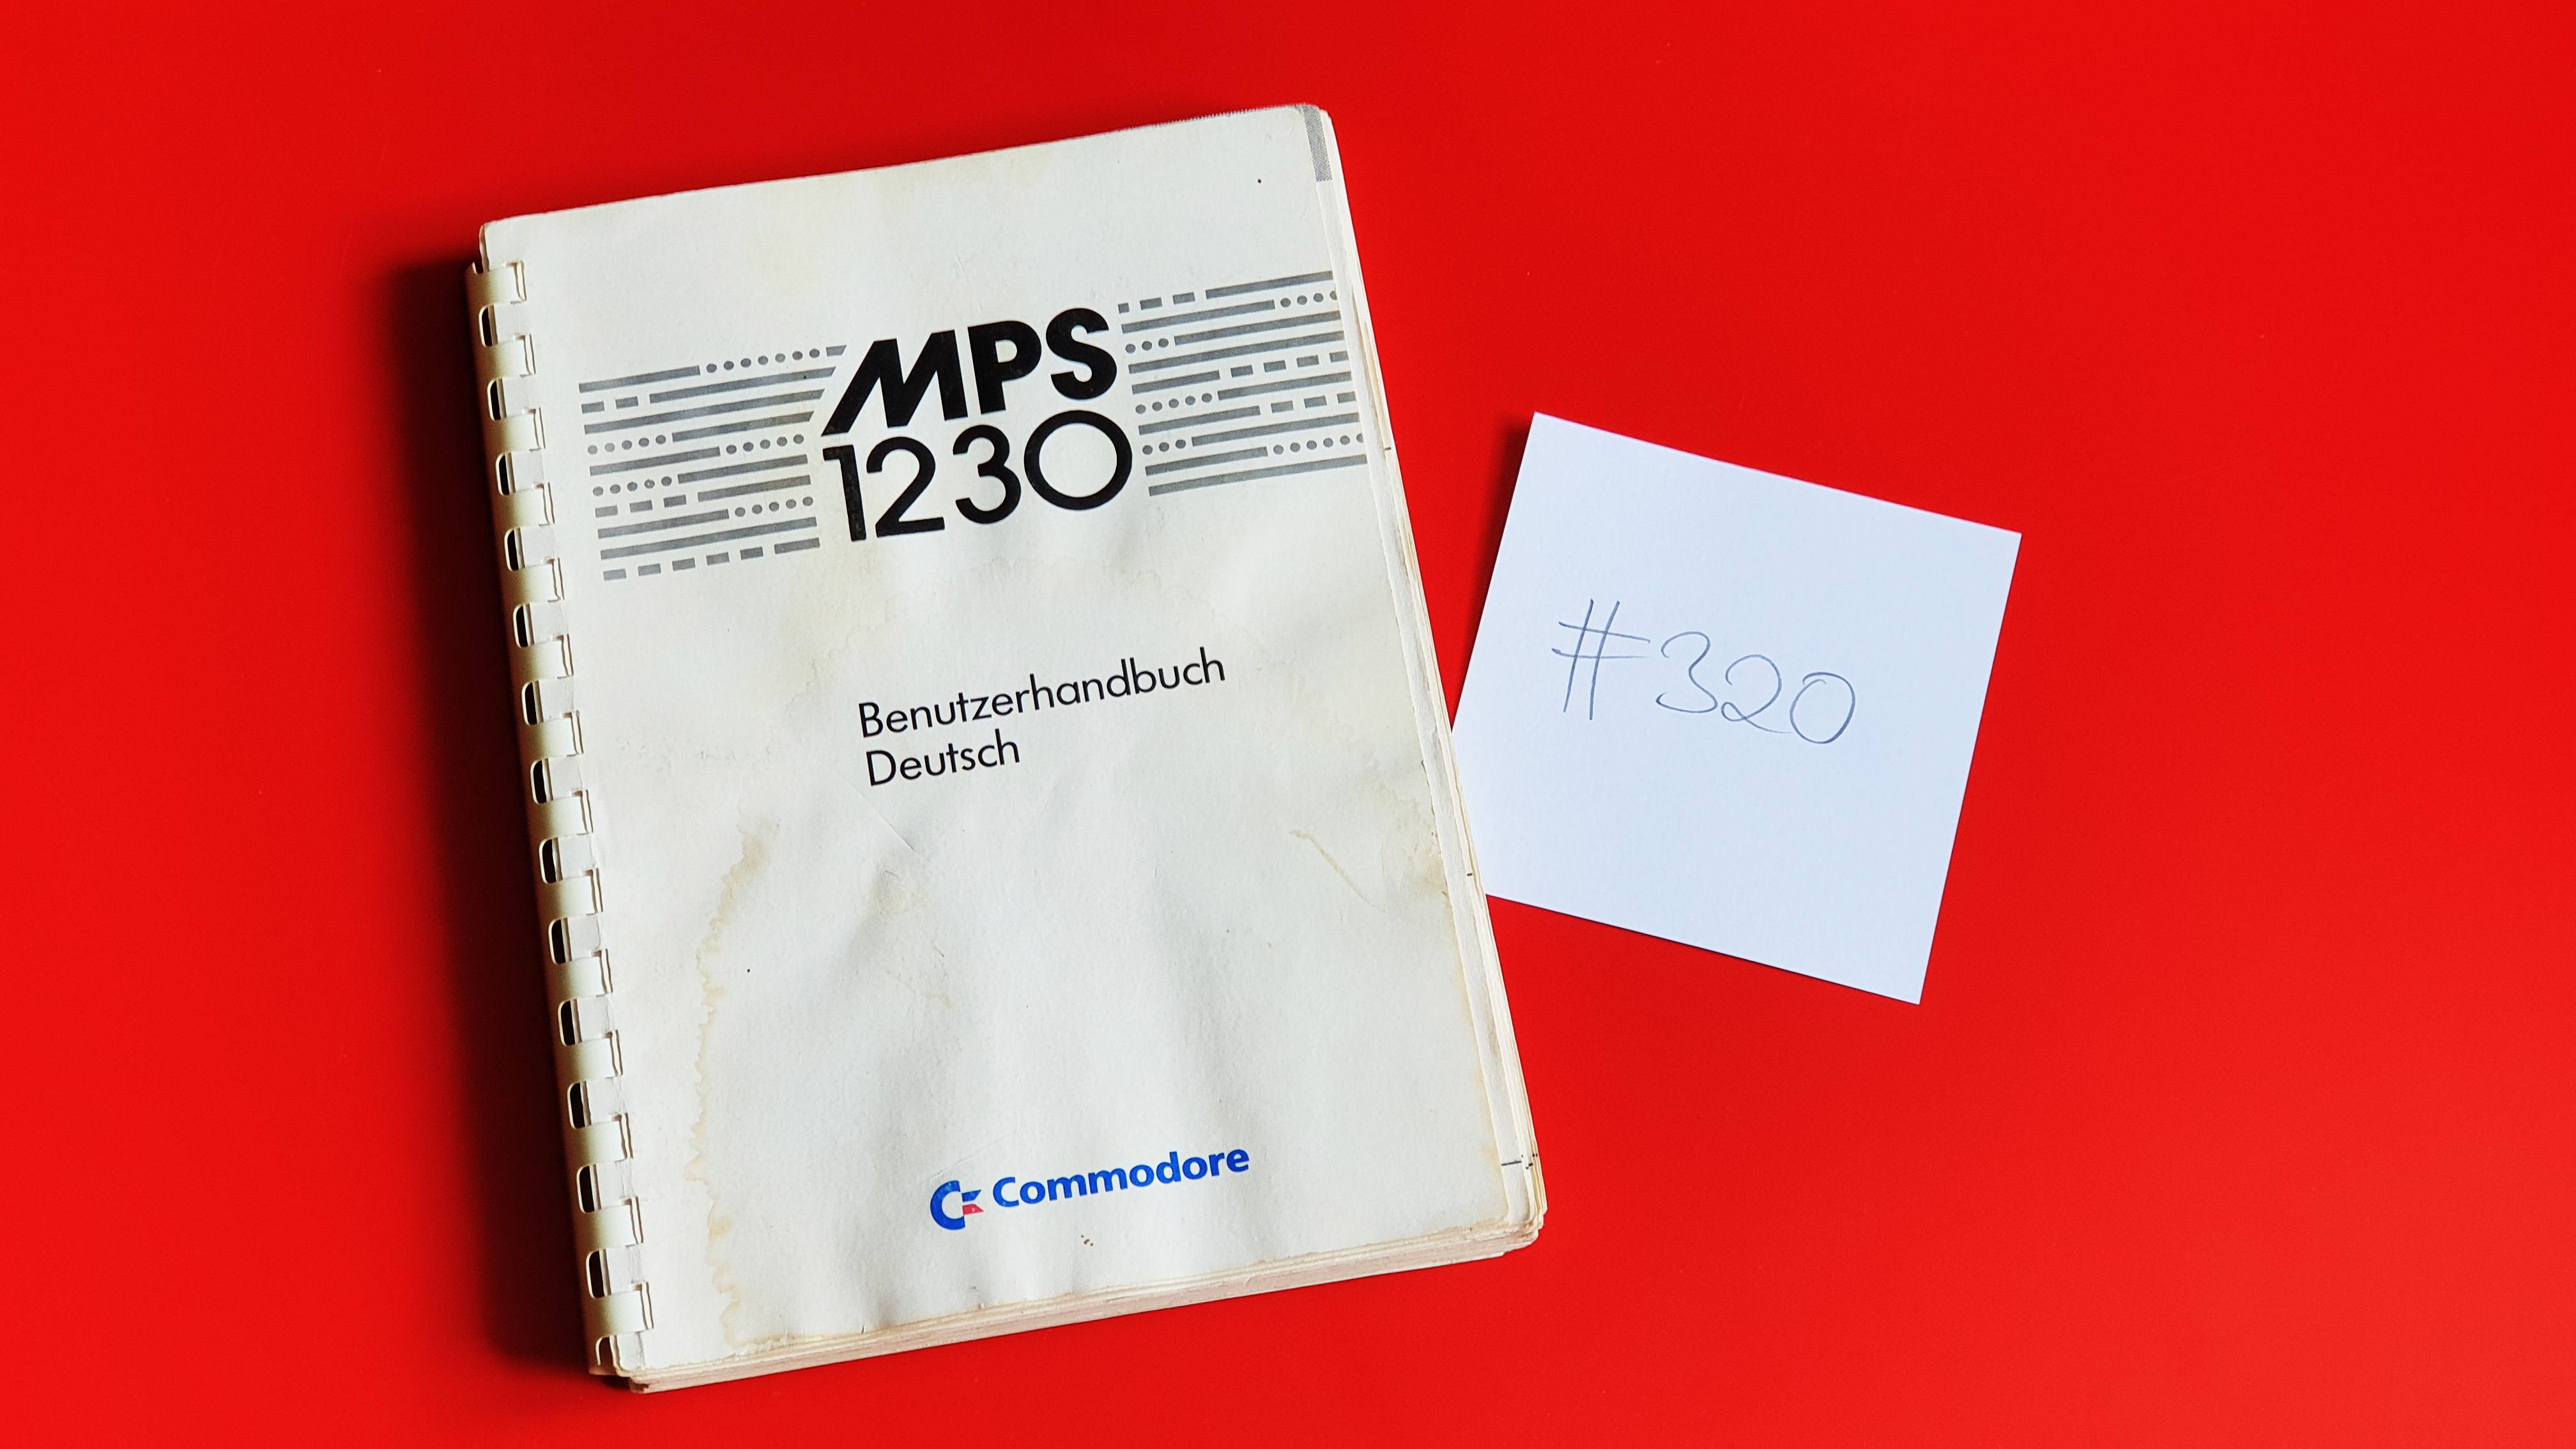 MPS
1230
Benutzerhandbuch
Deutsch
Commodore
#320